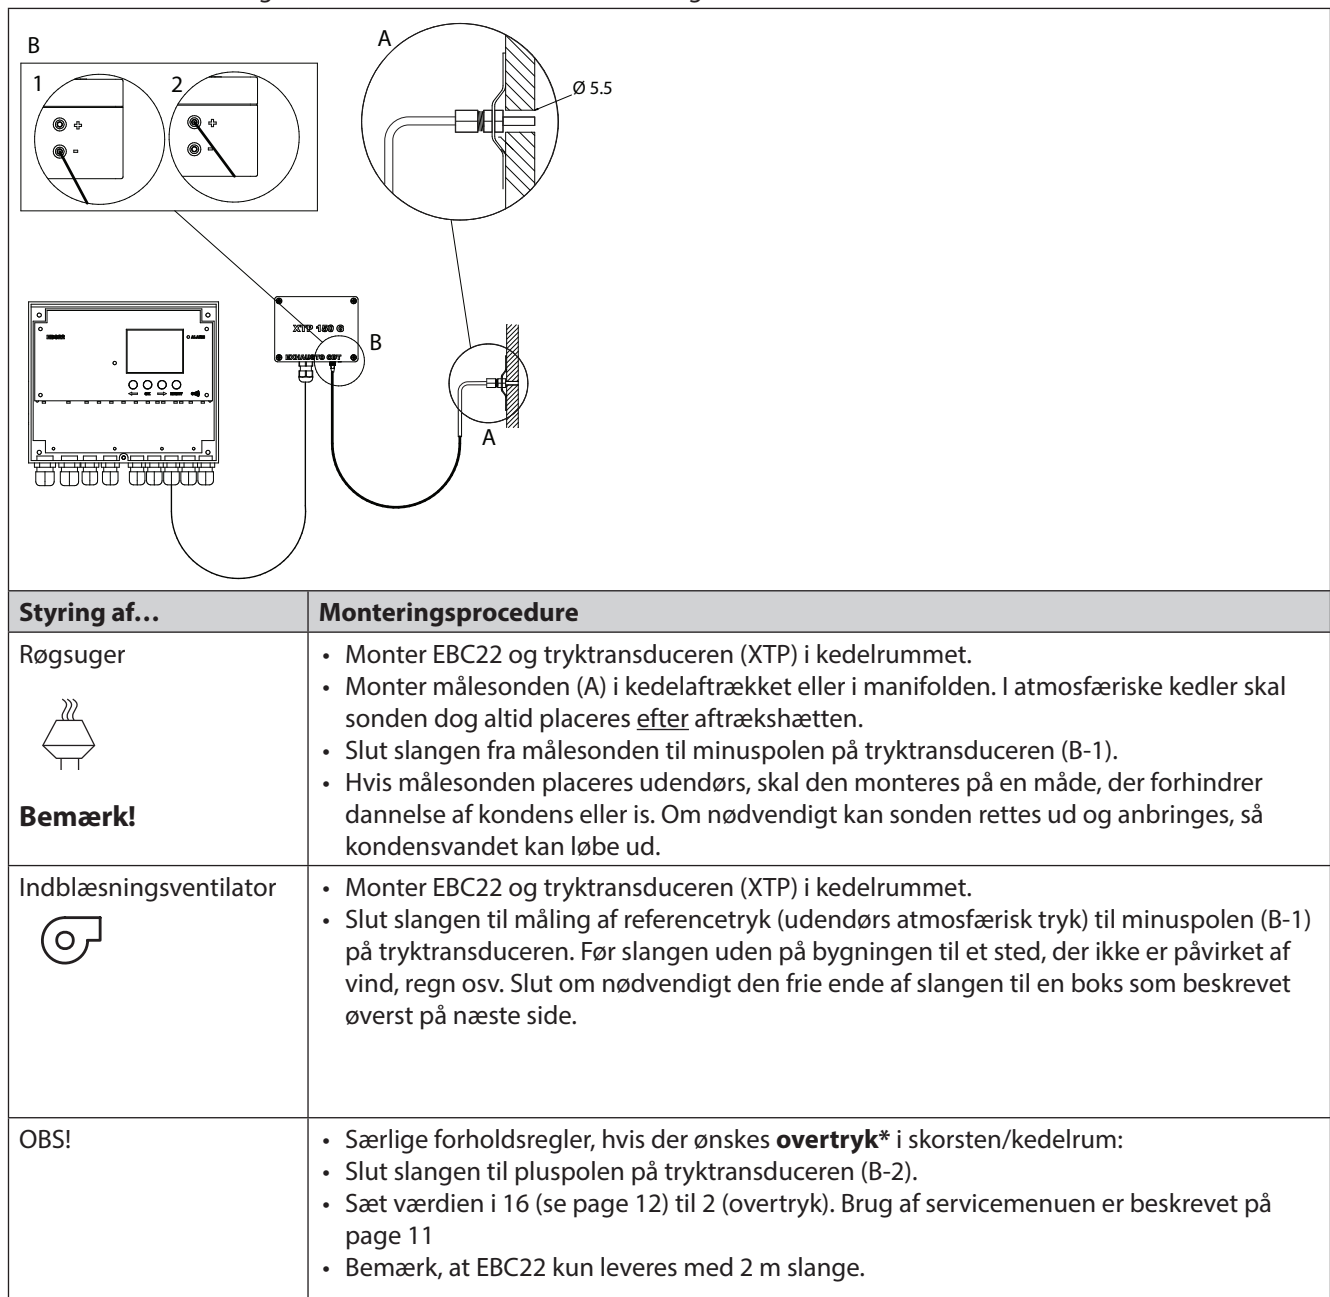 B
A
1
2
Ø 5.5
XTP 150 G
EXHAUSTO CDT
B
ALARM
OK
RESET
A
Styring af…
Monteringsprocedure
Røgsuger
Bemærk!
• Monter EBC22 og tryktransduceren (XTP) i kedelrummet.
• Monter målesonden (A) i kedelaftrækket eller i manifolden. I atmosfæriske kedler skal
sonden dog altid placeres efter aftrækshætten.
• Slut slangen fra målesonden til minuspolen på tryktransduceren (B-1).
• Hvis målesonden placeres udendørs, skal den monteres på en måde, der forhindrer
dannelse af kondens eller is. Om nødvendigt kan sonden rettes ud og anbringes, så
kondensvandet kan løbe ud.
Indblæsningsventilator
• Monter EBC22 og tryktransduceren (XTP) i kedelrummet.
• Slut slangen til måling af referencetryk (udendørs atmosfærisk tryk) til minuspolen (B-1)
på tryktransduceren. Før slangen uden på bygningen til et sted, der ikke er påvirket af
vind, regn osv. Slut om nødvendigt den frie ende af slangen til en boks som beskrevet
øverst på næste side.
OBS!
• Særlige forholdsregler, hvis der ønskes overtryk* i skorsten/kedelrum:
• Slut slangen til pluspolen på tryktransduceren (B-2).
• Sæt værdien i 16 (se page 12) til 2 (overtryk). Brug af servicemenuen er beskrevet på
page 11
• Bemærk, at EBC22 kun leveres med 2 m slange.